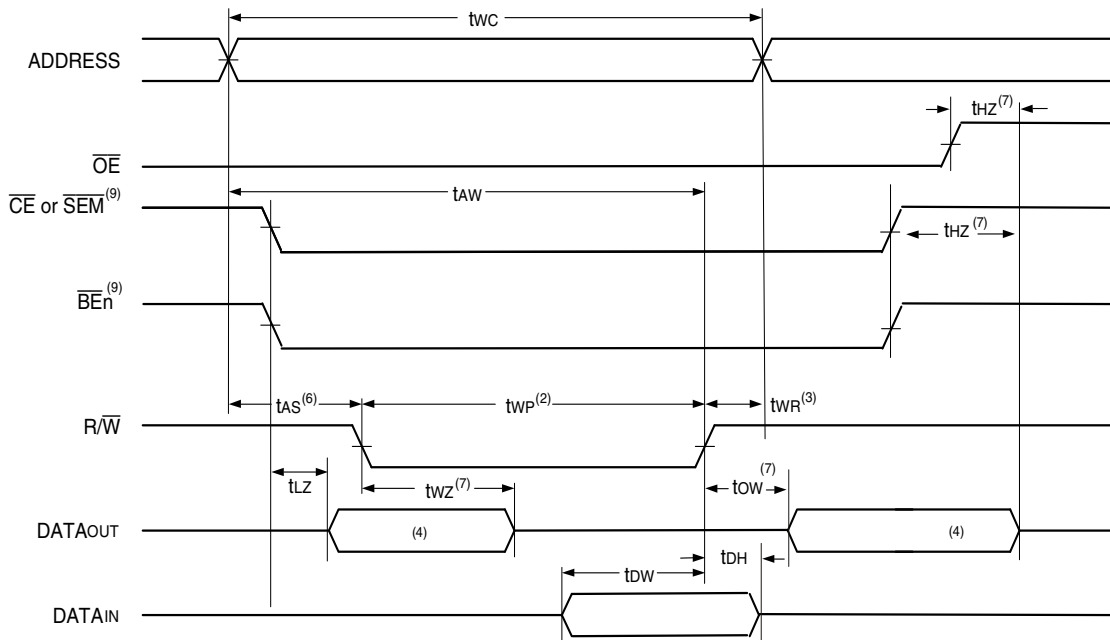 tWC
ADDRESS
tHZ(7)
OE
tAW
CE or SEM(9)
tHZ(7)
BEn(9)
tAS(6) tWP(2) tWR(3)
R/W
tLZ tWZ(7) tOW(7)
DATAOUT (4) (4)
tDW tDH
DATAIN